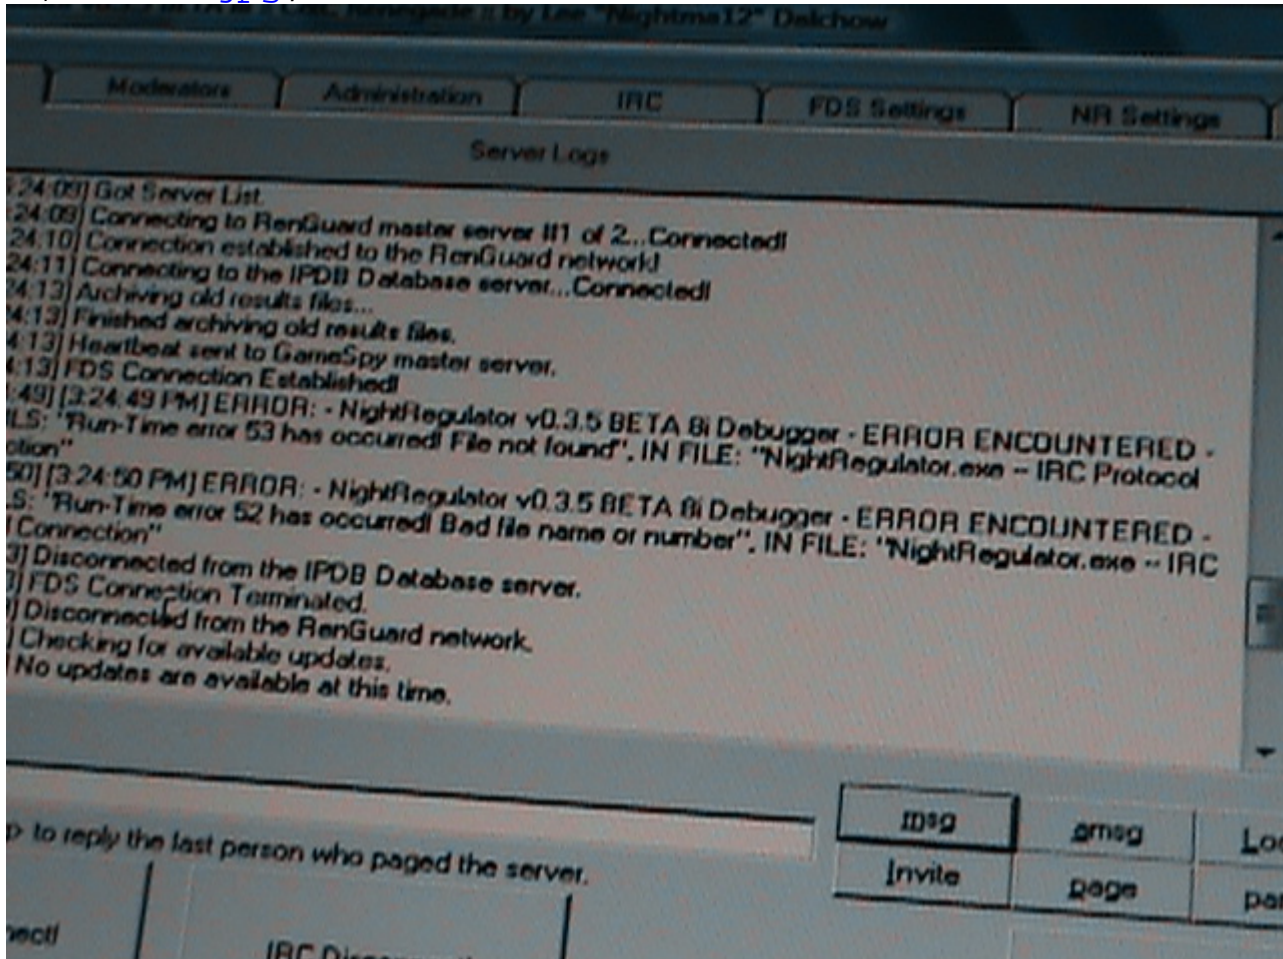 BETA
Renegade :: by Lee "Nightma12" Dalchow
Moderators
Administration
IRC
FDS Settings
NR Settings
Server Logs
:24:09] Got Server List.
:24:09] Connecting to RenGuard master server #1 of 2...Connected!
24:10] Connection established to the RenGuard network!
24:11] Connecting to the IPDB Database server...Connected!
24:13] Archiving old results files...
4:13] Finished archiving old results files.
4:13] Heartbeat sent to GameSpy master server.
4:13] FDS Connection Established!
:49] [3:24:49 PM] ERROR: - NightRegulator v0.3.5 BETA 8i Debugger - ERROR ENCOUNTERED -
ILS: "Run-Time error 53 has occurred! File not found", IN FILE: "NightRegulator.exe -- IRC Protocol
ction"
50] [3:24:50 PM] ERROR: - NightRegulator v0.3.5 BETA 8i Debugger - ERROR ENCOUNTERED -
LS: "Run-Time error 52 has occurred! Bad file name or number", IN FILE: "NightRegulator.exe -- IRC
Connection"
3] Disconnected from the IPDB Database server.
3] FDS Connection Terminated.
] Disconnected from the RenGuard network.
] Checking for available updates.
No updates are available at this time.
> to reply the last person who paged the server.
msg
amsg
Invite
page
nect!
IRC